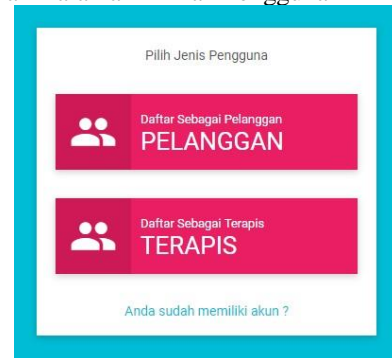 Pilih Jenis Pengguna
Daftar Sebagai Pelanggan
PELANGGAN
Daftar Sebagai Terapis
TERAPIS
Anda sudah memiliki akun ?